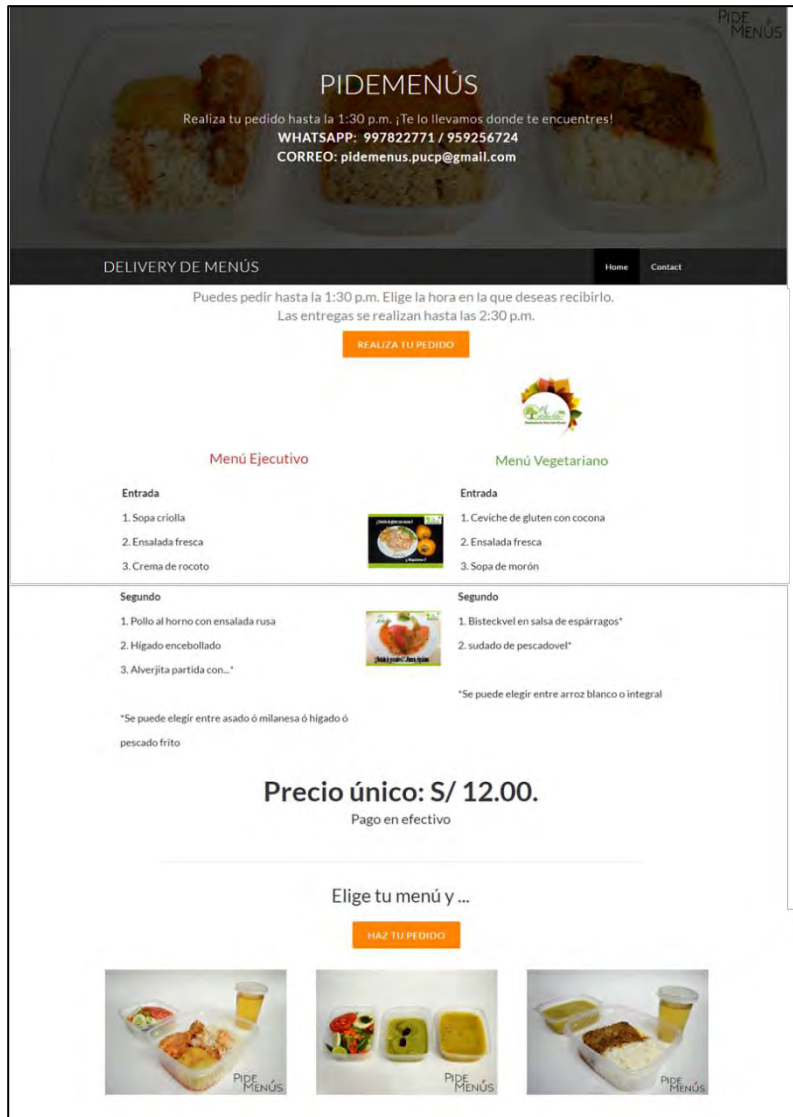 PIDE
MENÚS
PIDEMENÚS
Realiza tu pedido hasta la 1:30 p.m. ¡Te lo llevamos donde te encuentres!
WHATSAPP: 997822771 / 959256724
CORREO: pidemenus.pucp@gmail.com
DELIVERY DE MENÚS
Home Contact
Puedes pedir hasta la 1:30 p.m. Elige la hora en la que deseas recibirlo.
Las entregas se realizan hasta las 2:30 p.m.
REALIZA TU PEDIDO
Menú Ejecutivo
Entrada
1. Sopa criolla
2. Ensalada fresca
3. Crema de rocoto
Segundo
1. Pollo al horno con ensalada rusa
2. Hígado encebollado
3. Alverjita partida con...*
*Se puede elegir entre asado ó milanesa ó higado ó
pescado frito
Menú Vegetariano
Entrada
1. Ceviche de gluten con cocona
2. Ensalada fresca
3. Sopa de morón
Segundo
1. Bisteckvel en salsa de espárragos*
2. sudado de pescadovel*
*Se puede elegir entre arroz blanco o integral
Precio único: S/ 12.00.
Pago en efectivo
Elige tu menú y ...
HAZ TU PEDIDO
PIDE
MENÚS
PIDE
MENÚS
PIDE
MENÚS